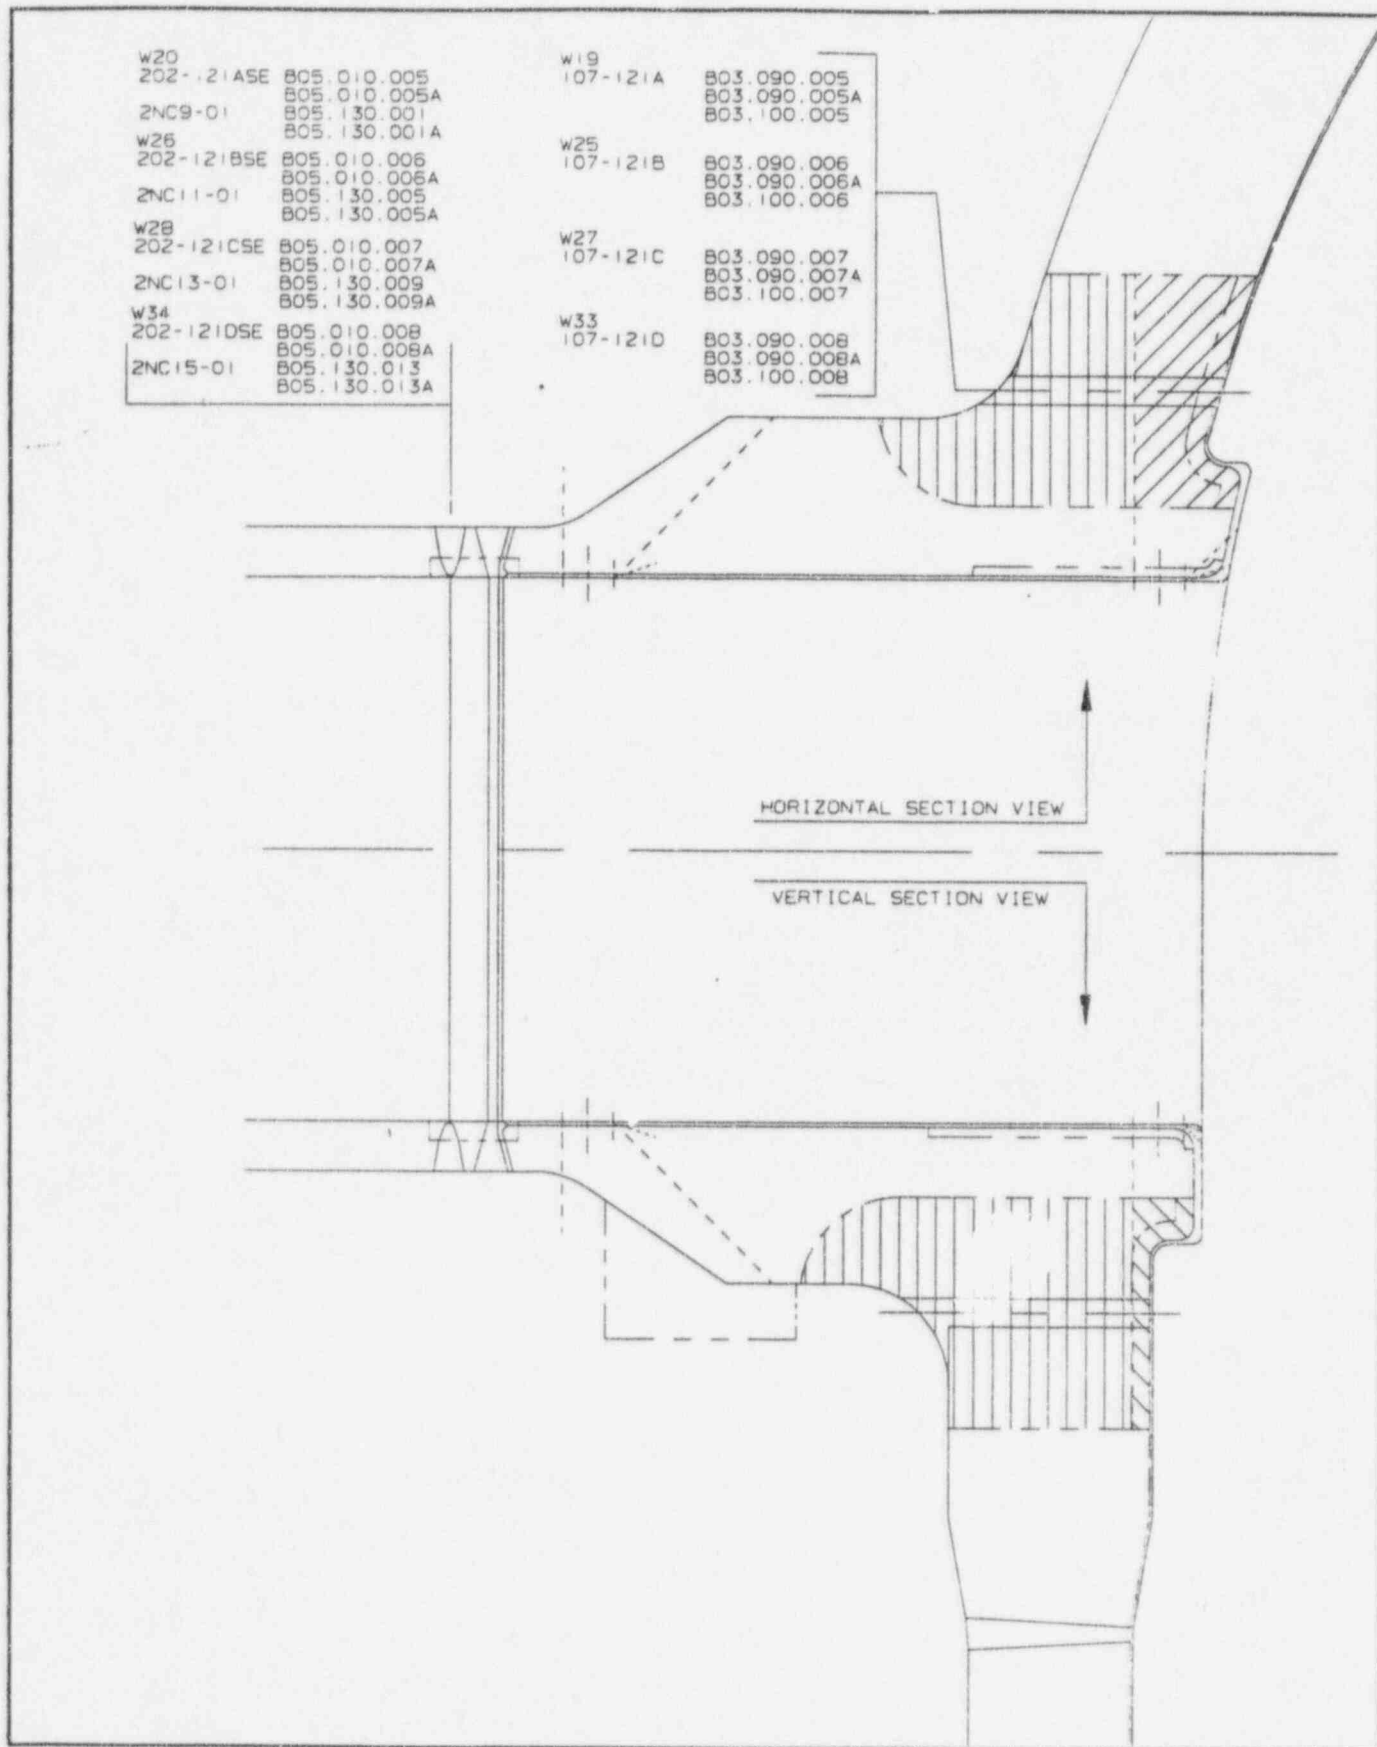 W20
202-121ASE B05.010.005
B05.010.005A
2NC9-01 B05.130.001
B05.130.001A
W26
202-121BSE B05.010.006
B05.010.006A
2NC11-01 B05.130.005
B05.130.005A
W28
202-121CSE B05.010.007
B05.010.007A
2NC13-01 B05.130.009
B05.130.009A
W34
202-121DSE B05.010.008
B05.010.008A
2NC15-01 B05.130.013
B05.130.013A
W19
107-121A B03.090.005
B03.090.005A
B03.100.005
W25
107-121B B03.090.006
B03.090.006A
B03.100.006
W27
107-121C B03.090.007
B03.090.007A
B03.100.007
W33
107-121D B03.090.008
B03.090.008A
B03.100.008
HORIZONTAL SECTION VIEW
VERTICAL SECTION VIEW